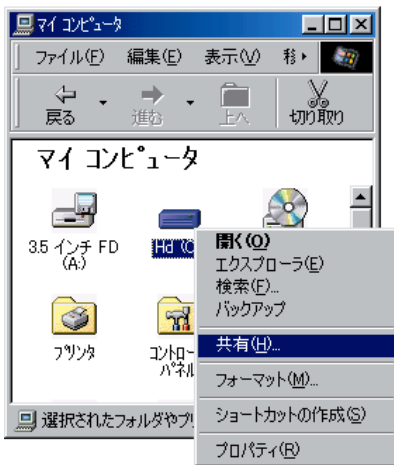 マイ コンピュータ
ファイル(F) 編集(E) 表示(V) 移
戻る 進む 上へ 切り取り
マイ コンピュータ
3.5 インチ FD
(A:)
Hd (C
プリンタ
コントロー
パネル
開く(O)
エクスプローラ(E)
検索(F)...
バックアップ
共有(H)...
フォーマット(M)...
ショートカットの作成(S)
プロパティ(R)
選択されたフォルダやプリ